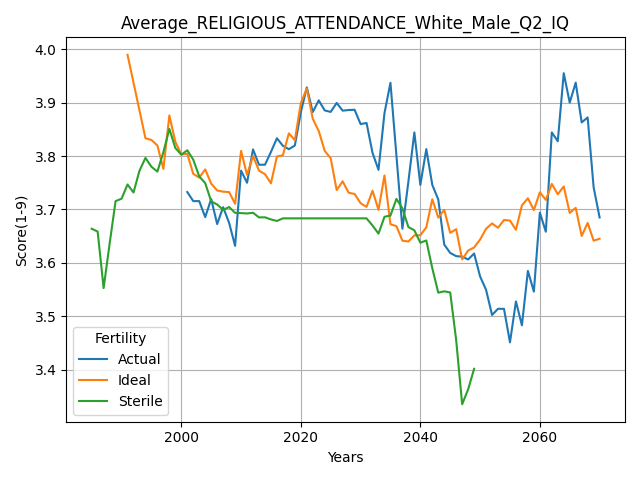 Average_RELIGIOUS_ATTENDANCE_White_Male_Q2_IQ
4.0
3.9
3.8
3.7
3.6
3.5
3.4
Score(1-9)
Fertility
Actual
Ideal
Sterile
2000
2020
2040
2060
Years